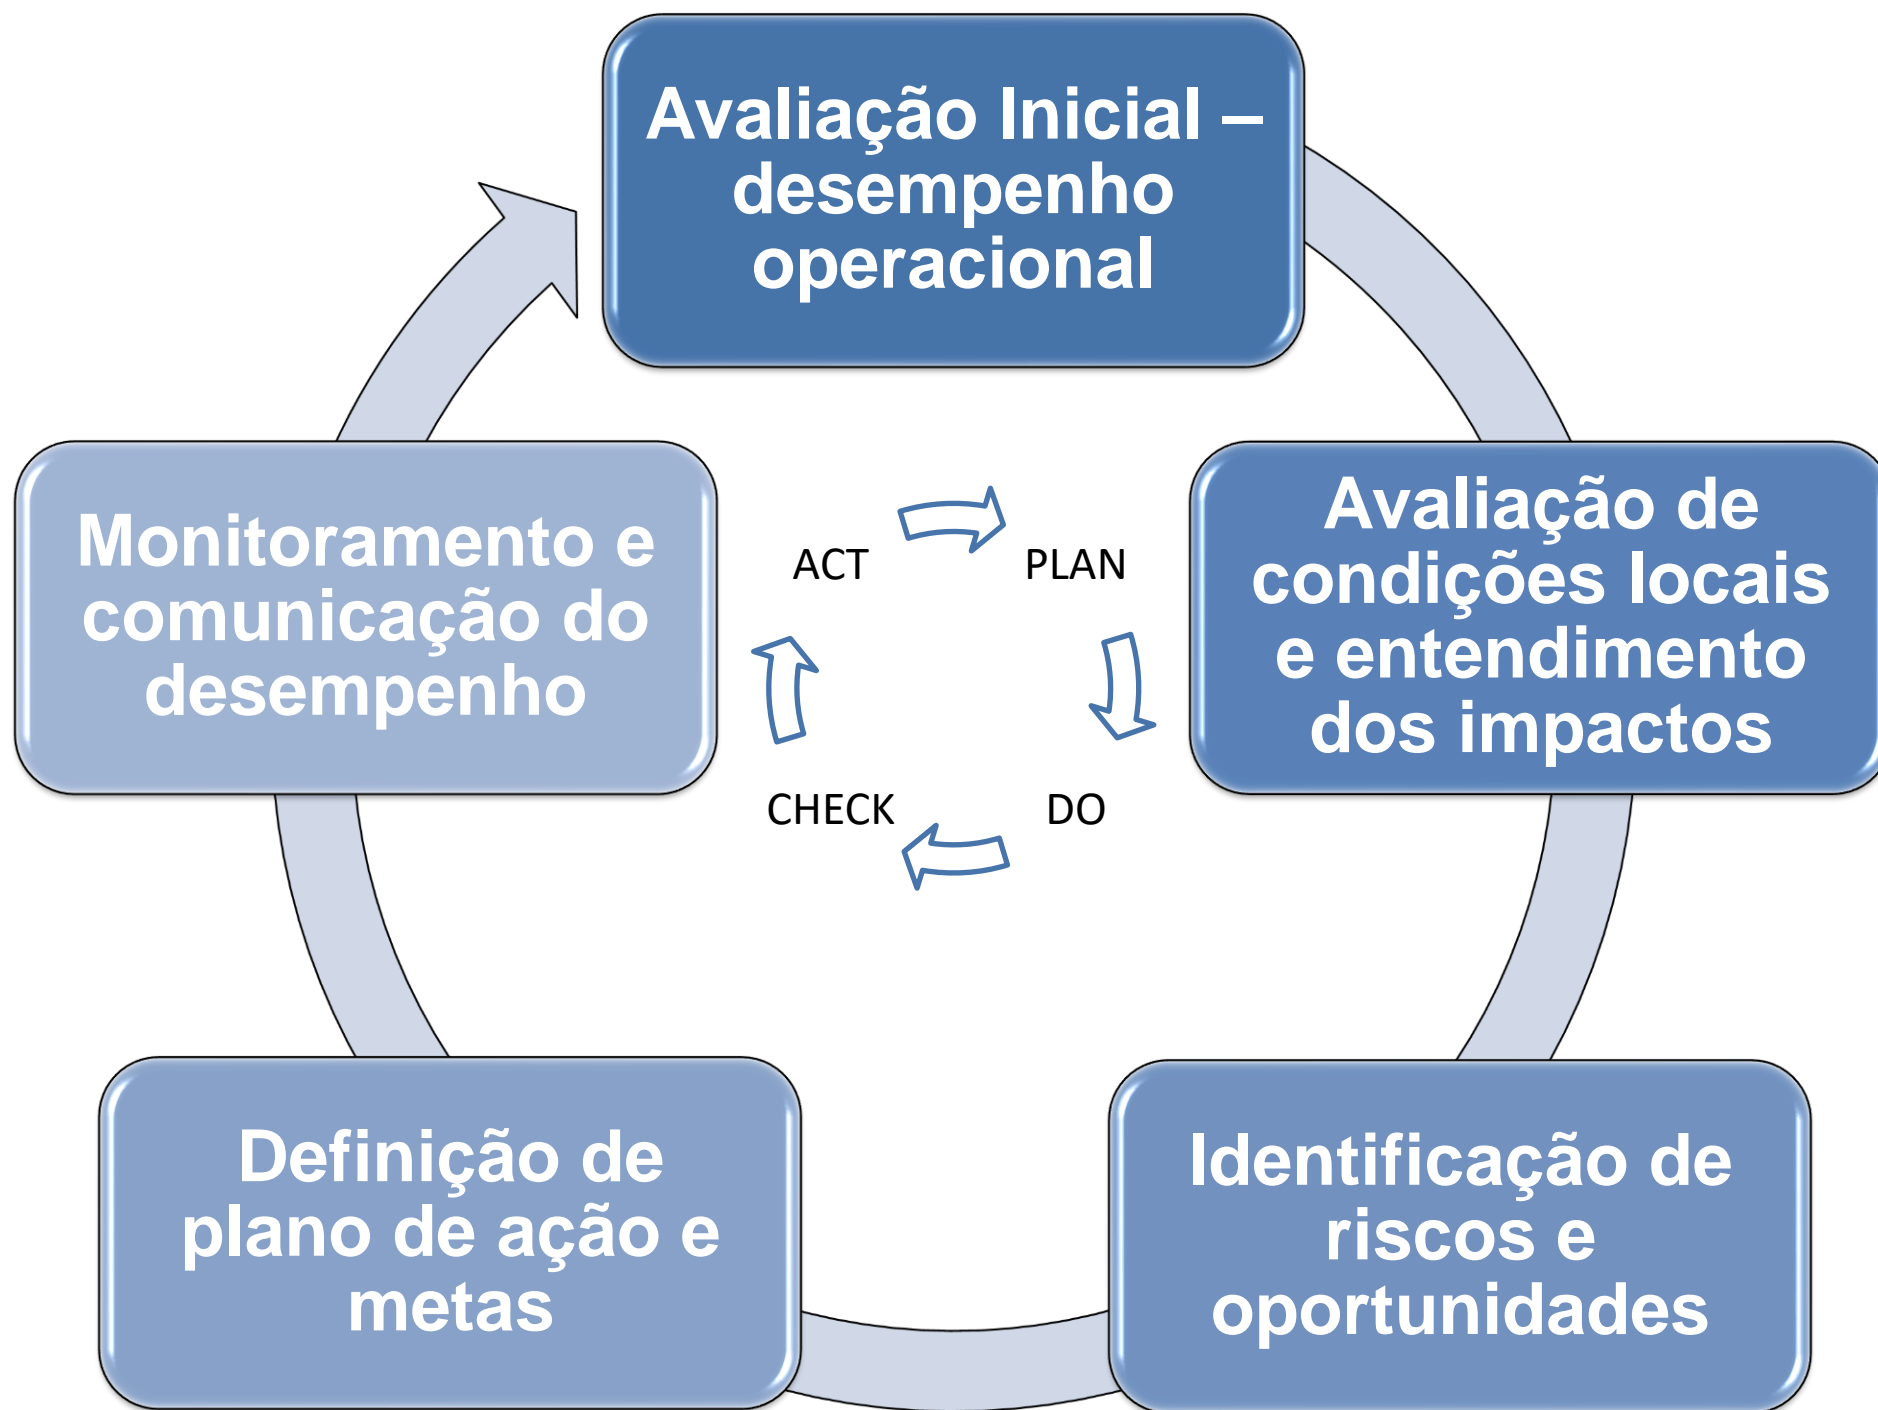 Avaliação Inicial –
desempenho
operacional
Avaliação de
condições locais
e entendimento
dos impactos
Identificação de
riscos e
oportunidades
Definição de
plano de ação e
metas
Monitoramento e
comunicação do
desempenho
ACT
PLAN
DO
CHECK